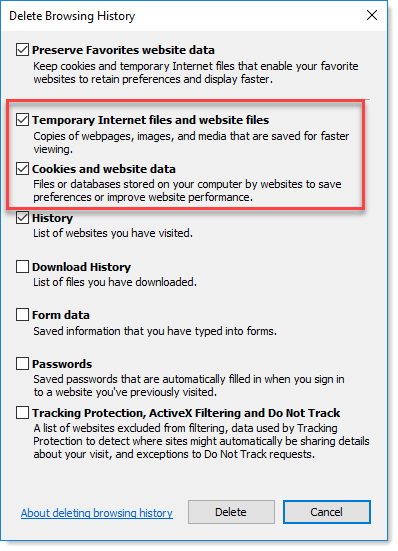 Delete Browsing History
Preserve Favorites website data
Keep cookies and temporary Internet files that enable your favorite
websites to retain preferences and display faster.
Temporary Internet files and website files
Copies of webpages, images, and media that are saved for faster
viewing.
Cookies and website data
Files or databases stored on your computer by websites to save
preferences or improve website performance.
History
List of websites you have visited.
Download History
List of files you have downloaded.
Form data
Saved information that you have typed into forms.
Passwords
Saved passwords that are automatically filled in when you sign in
to a website you've previously visited.
Tracking Protection, ActiveX Filtering and Do Not Track
A list of websites excluded from filtering, data used by Tracking
Protection to detect where sites might automatically be sharing details
about your visit, and exceptions to Do Not Track requests.
About deleting browsing history Delete Cancel